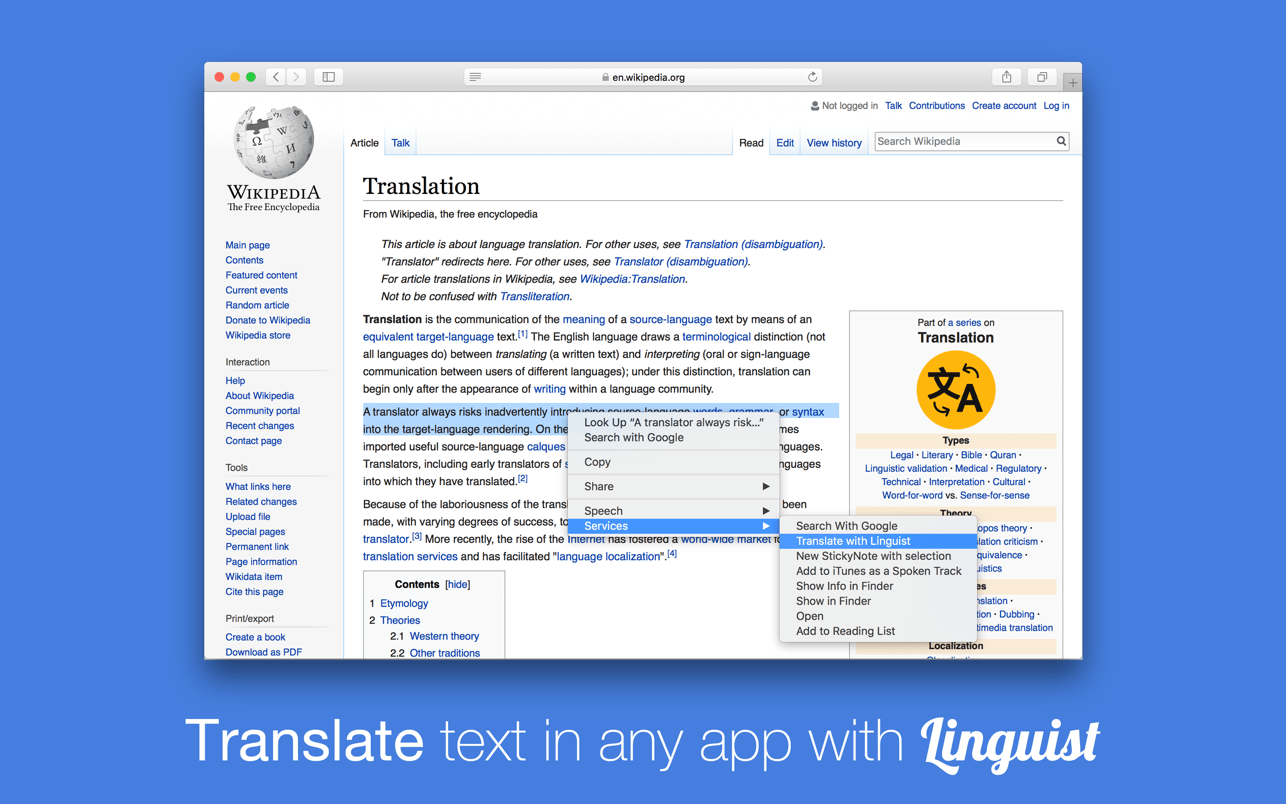 en.wikipedia.org
Not logged in Talk Contributions Create account Log in
Article Talk Read Edit View history Search Wikipedia
WIKIPEDIA
The Free Encyclopedia
Main page
Contents
Featured content
Current events
Random article
Donate to Wikipedia
Wikipedia store
Interaction
Help
About Wikipedia
Community portal
Recent changes
Contact page
Tools
What links here
Related changes
Upload file
Special pages
Permanent link
Page information
Wikidata item
Cite this page
Print/export
Create a book
Download as PDF
Translation
From Wikipedia, the free encyclopedia
This article is about language translation. For other uses, see Translation (disambiguation).
"Translator" redirects here. For other uses, see Translator (disambiguation).
For article translations in Wikipedia, see Wikipedia:Translation.
Not to be confused with Transliteration.
Translation is the communication of the meaning of a source-language text by means of an
equivalent target-language text.[1] The English language draws a terminological distinction (not
all languages do) between translating (a written text) and interpreting (oral or sign-language
communication between users of different languages); under this distinction, translation can
begin only after the appearance of writing within a language community.
A translator always risks inadvertently introducing source-language words, grammar, or syntax
into the target-language rendering. On the
imported useful source-language calques
Translators, including early translators of
into which they have translated.[2]
Because of the laboriousness of the been
made, with varying degrees of success, to
translator.[3] More recently, the rise of the Internet has fostered a world-wide market
translation services and has facilitated "language localization".[4]
Contents [hide]
1 Etymology
2 Theories
2.1 Western theory
2.2 Other traditions
Look Up “A translator always risk...”
Search with Google
Copy
Share
Speech
Services
Search With Google
Translate with Linguist
New StickyNote with selection
Add to iTunes as a Spoken Track
Show Info in Finder
Show in Finder
Open
Add to Reading List
Part of a series on
Translation
文 A
Types
Legal · Literary · Bible · Quran ·
Linguistic validation · Medical · Regulatory ·
Technical · Interpretation · Cultural ·
Word-for-word vs. Sense-for-sense
Theory
theory ·
criticism ·
Dubbing ·
translation
Localization
Translate text in any app with Linguist